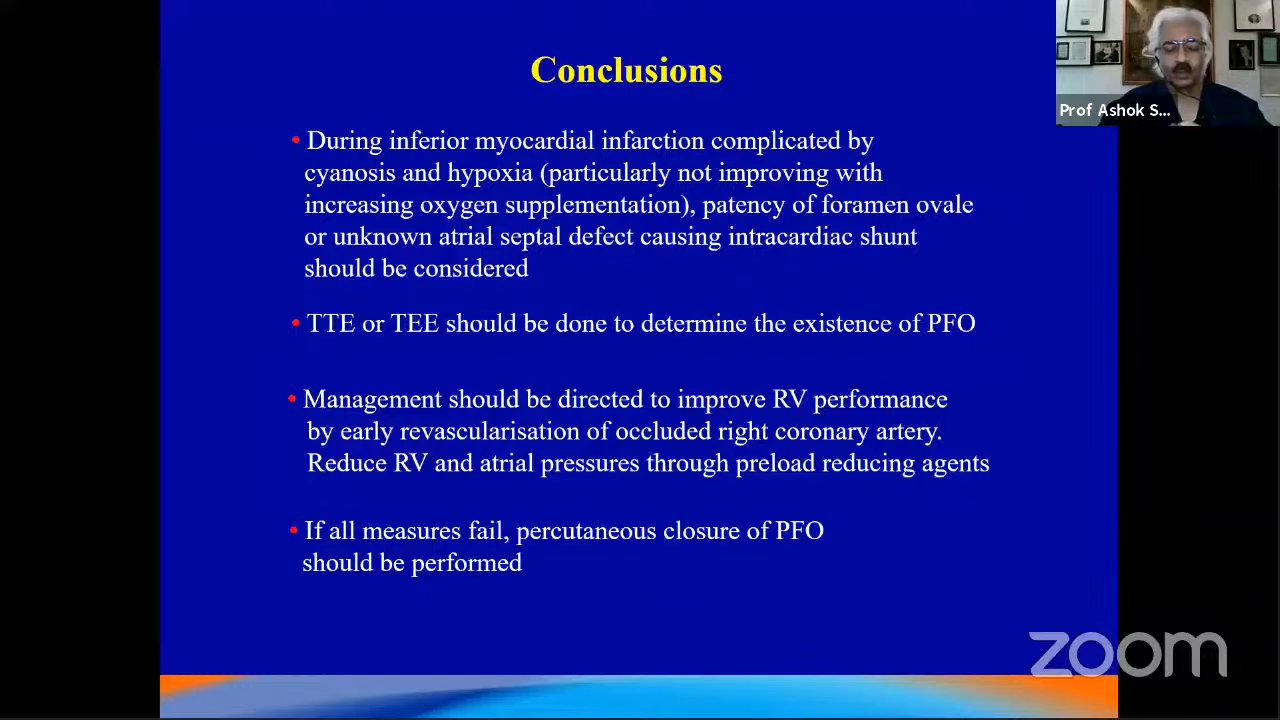 Conclusions
• During inferior myocardial infarction complicated by
cyanosis and hypoxia (particularly not improving with
increasing oxygen supplementation), patency of foramen ovale
or unknown atrial septal defect causing intracardiac shunt
should be considered
• TTE or TEE should be done to determine the existence of PFO
• Management should be directed to improve RV performance
by early revascularisation of occluded right coronary artery.
Reduce RV and atrial pressures through preload reducing agents
• If all measures fail, percutaneous closure of PFO
should be performed
Prof Ashok S...
zoom